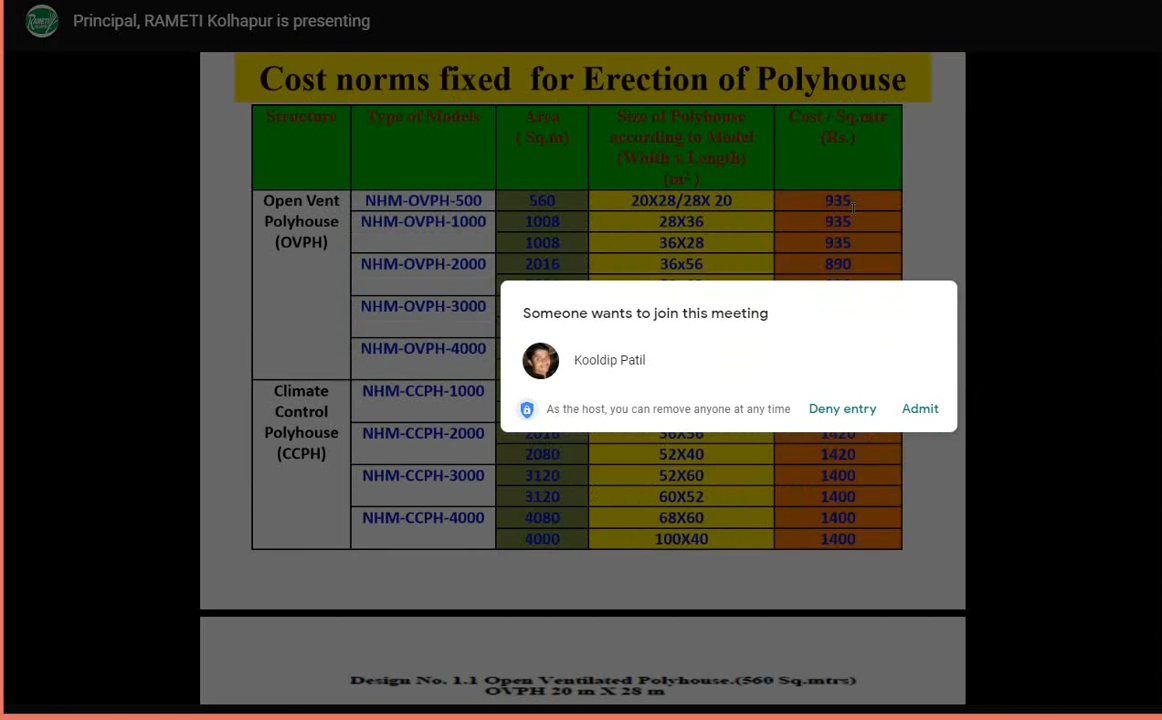 Principal, RAMETI Kolhapur is presenting
Cost norms fixed for Erection of Polyhouse
Structure Type of Models Area ( Sq.m) Size of Polyhouse according to Model (Width x Length) (m² ) Cost / Sq.mtr (Rs.)
Open Vent Polyhouse (OVPH) NHM-OVPH-500 560 20X28/28X 20 935
NHM-OVPH-1000 1008 28X36 935
1008 36X28 935
NHM-OVPH-2000 2016 36x56 890
NHM-OVPH-3000
NHM-OVPH-4000
Someone wants to join this meeting
Kooldip Patil
As the host, you can remove anyone at any time Deny entry Admit
Climate Control Polyhouse (CCPH) NHM-CCPH-1000
NHM-CCPH-2000 2016 36X56 1420
2080 52X40 1420
NHM-CCPH-3000 3120 52X60 1400
3120 60X52 1400
NHM-CCPH-4000 4080 68X60 1400
4000 100X40 1400
Design No. 1.1 Open Ventilated Polyhouse.(560 Sq.mtrs)
OVPH 20 m X 28 m